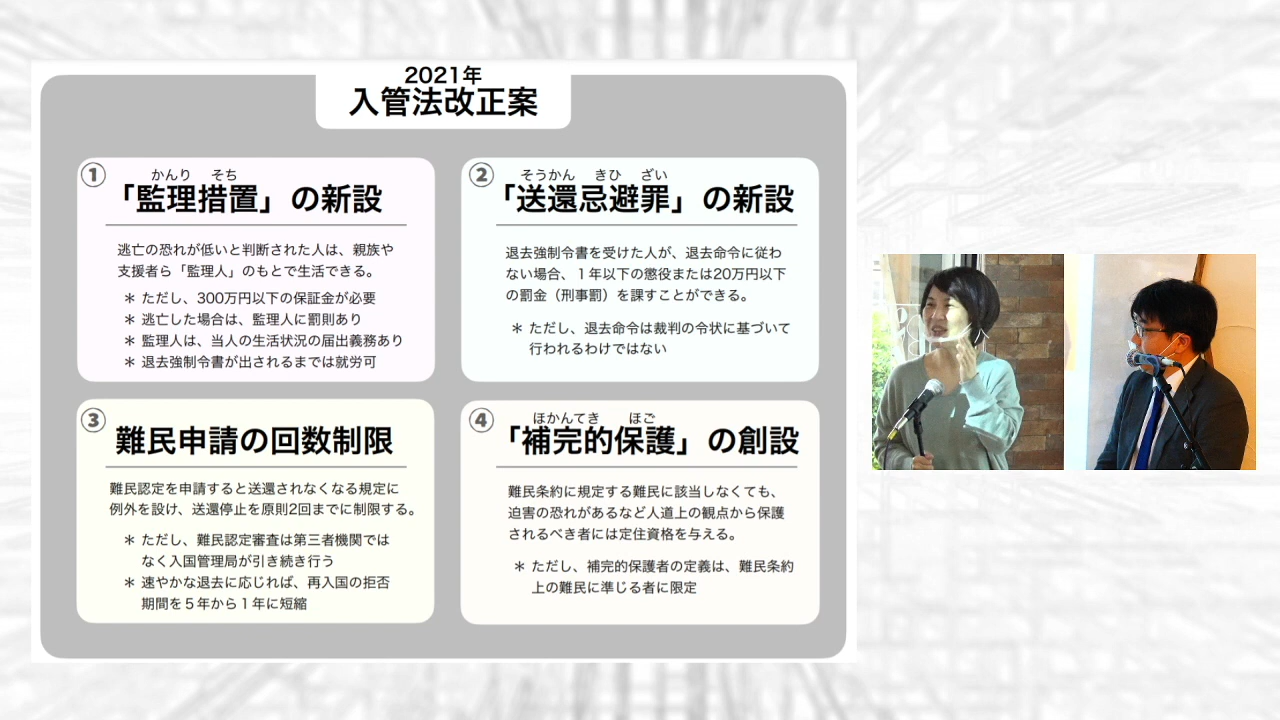 2021年
入管法改正案
①
かんり そち
「監理措置」の新設
逃亡の恐れが低いと判断された人は、親族や
支援者ら「監理人」のもとで生活できる。
＊ ただし、300万円以下の保証金が必要
＊ 逃亡した場合は、監理人に罰則あり
＊ 監理人は、当人の生活状況の届出義務あり
＊ 退去強制令書が出されるまでは就労可
②
そうかん きひ ざい
「送還忌避罪」の新設
退去強制令書を受けた人が、退去命令に従わ
ない場合、１年以下の懲役または20万円以下
の罰金（刑事罰）を課すことができる。
＊ ただし、退去命令は裁判の令状に基づいて
行われるわけではない
③
難民申請の回数制限
難民認定を申請すると送還されなくなる規定に
例外を設け、送還停止を原則2回までに制限する。
＊ ただし、難民認定審査は第三者機関では
なく入国管理局が引き続き行う
＊ 速やかな退去に応じれば、再入国の拒否
期間を５年から１年に短縮
④
ほかんてき ほご
「補完的保護」の創設
難民条約に規定する難民に該当しなくても、
迫害の恐れがあるなど人道上の観点から保護
されるべき者には定住資格を与える。
＊ ただし、補完的保護者の定義は、難民条約
上の難民に準じる者に限定